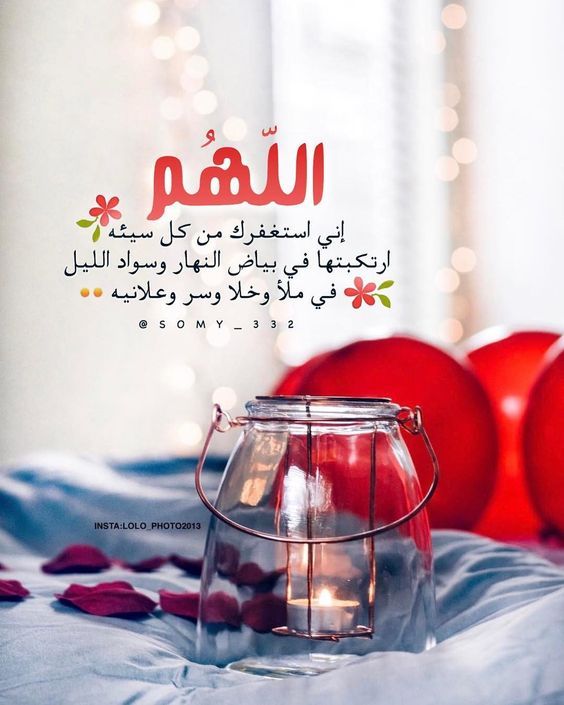 اللّهُم
إني استغفرك من كل سيئه
ارتكبتها في بياض النهار وسواد الليل
في ملأ وخلا وسر وعلانيه
@SOMY_332
INSTA:LOLO_PHOTO2013